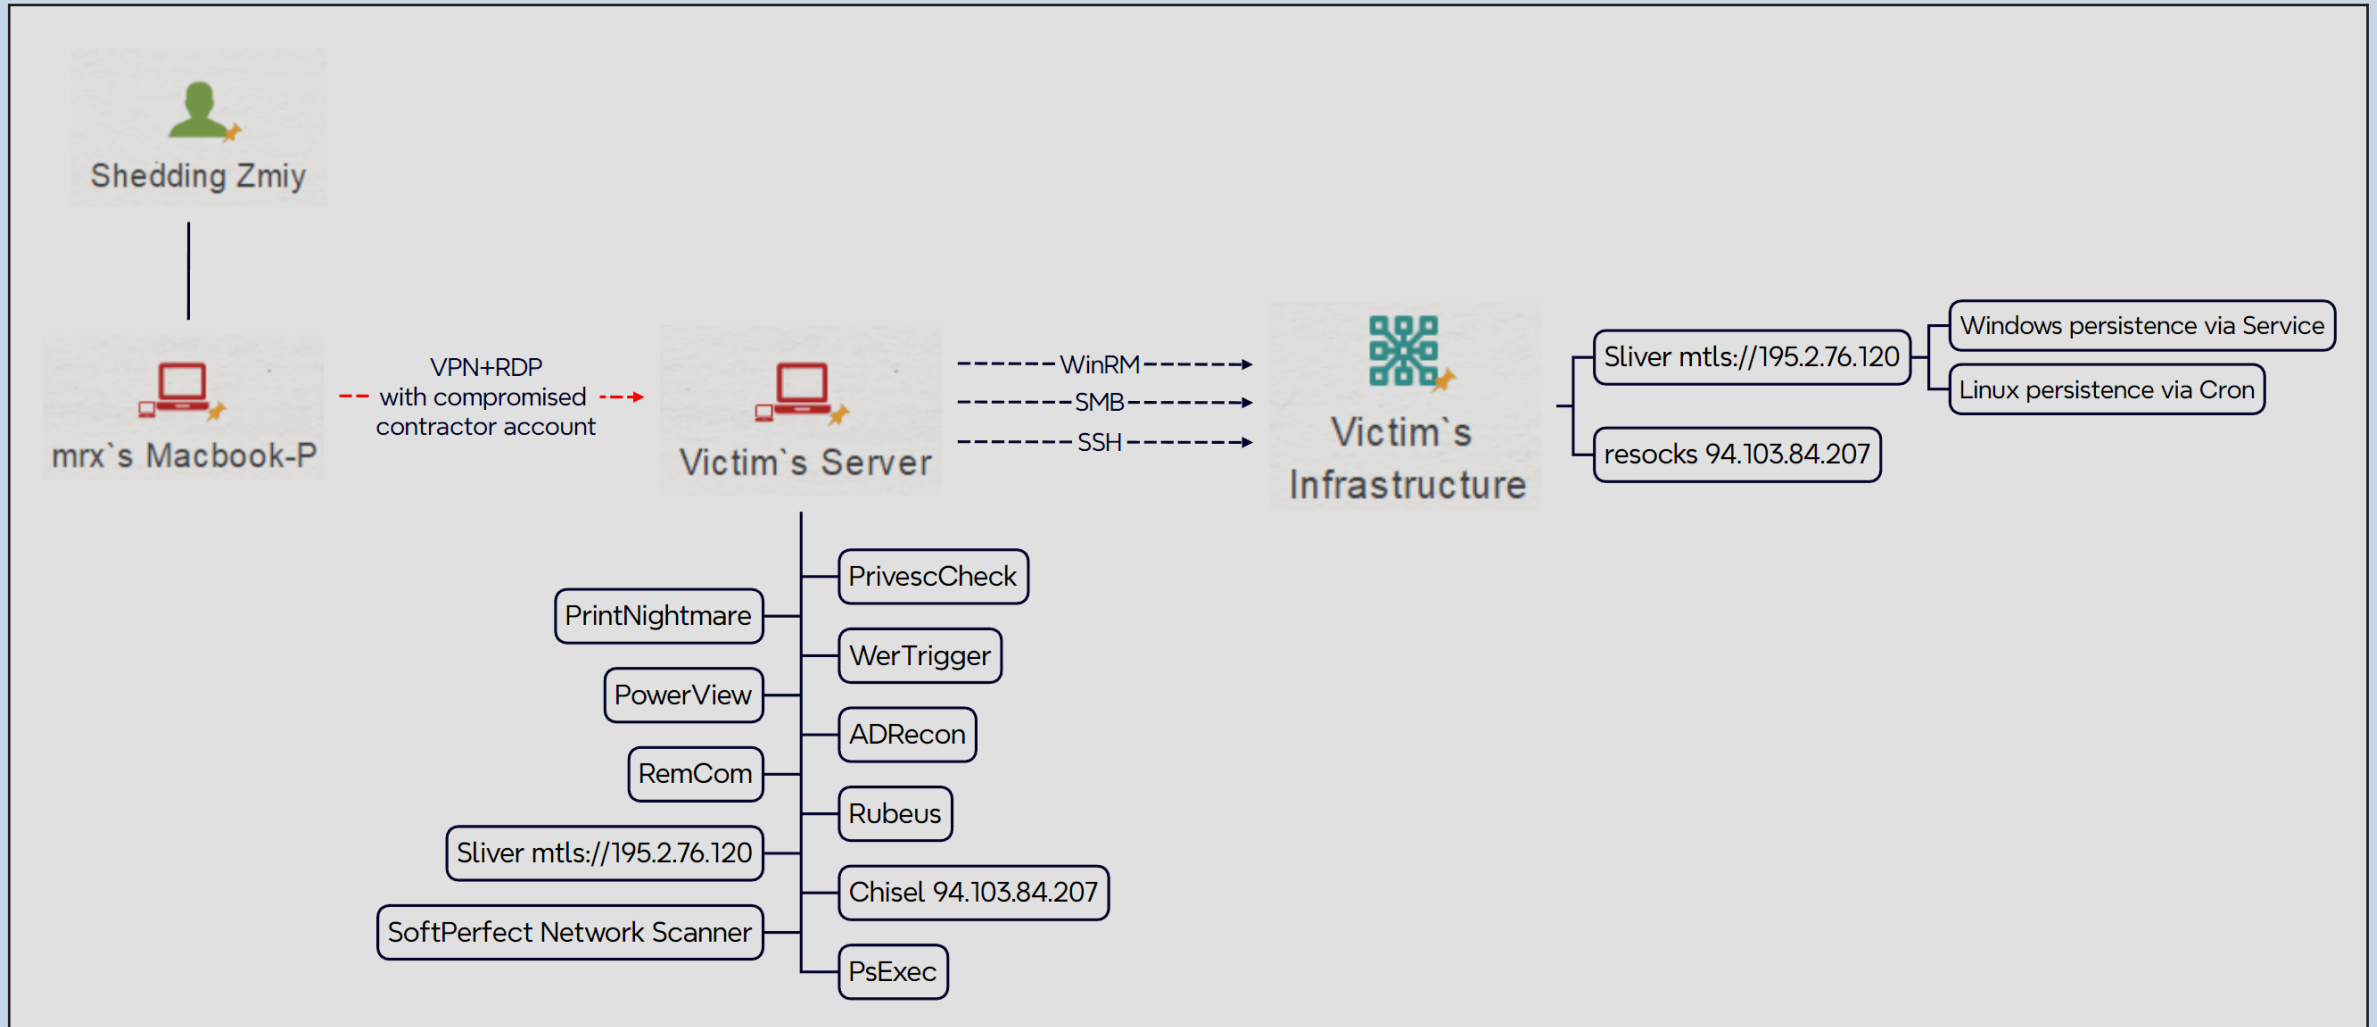 Shedding Zmiy
mrx`s Macbook-P
VPN+RDP
with compromised
contractor account
Victim`s Server
WinRM
SMB
SSH
Victim`s
Infrastructure
Sliver mtls://195.2.76.120
Windows persistence via Service
Linux persistence via Cron
resocks 94.103.84.207
PrivescCheck
PrintNightmare
WerTrigger
PowerView
ADRecon
RemCom
Rubeus
Sliver mtls://195.2.76.120
Chisel 94.103.84.207
SoftPerfect Network Scanner
PsExec